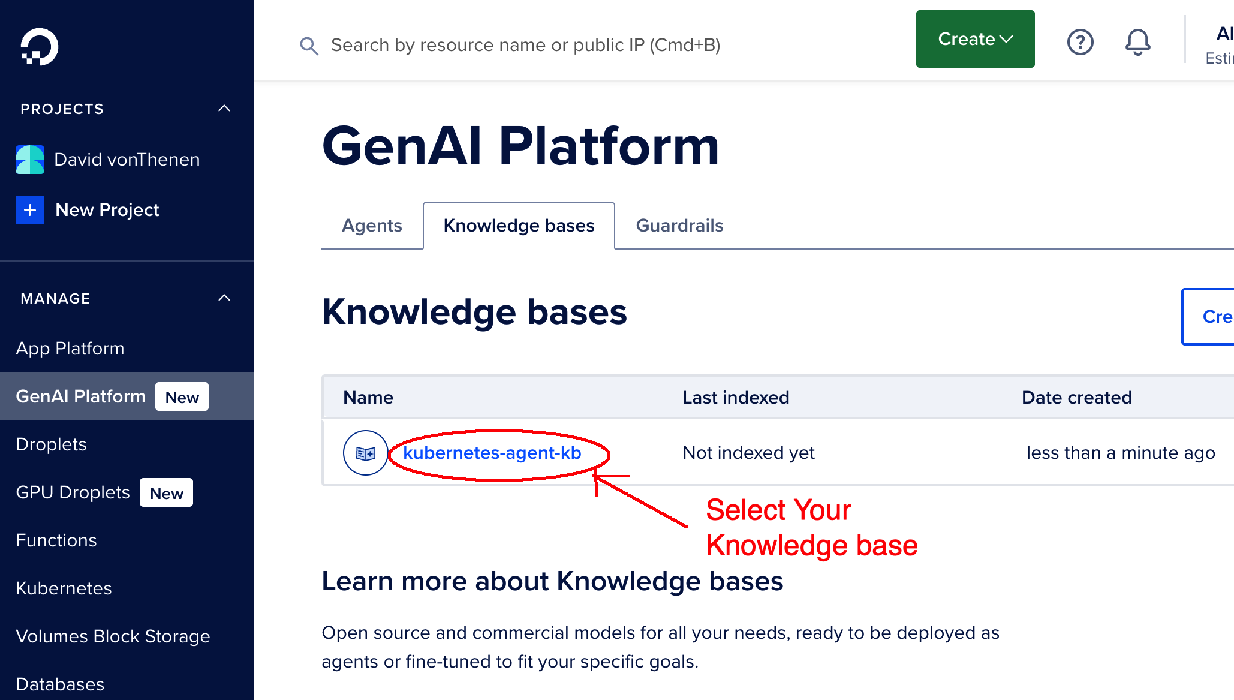 Search by resource name or public IP (Cmd+B)
Create
?
AI
Esti
PROJECTS
David vonThenen
+ New Project
MANAGE
App Platform
GenAI Platform New
Droplets
GPU Droplets New
Functions
Kubernetes
Volumes Block Storage
Databases
GenAI Platform
Agents
Knowledge bases
Guardrails
Knowledge bases
Cre
Name Last indexed Date created
kubernetes-agent-kb Not indexed yet less than a minute ago
Select Your
Knowledge base
Learn more about Knowledge bases
Open source and commercial models for all your needs, ready to be deployed as
agents or fine-tuned to fit your specific goals.